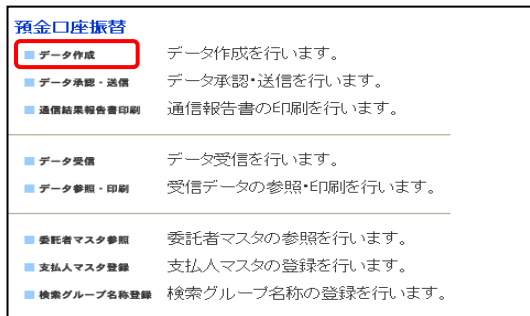 預金口座振替
データ作成 データ作成を行います。
データ承認・送信 データ承認・送信を行います。
通信結果報告書印刷 通信報告書の印刷を行います。
データ受信 データ受信を行います。
データ参照・印刷 受信データの参照・印刷を行います。
委託者マスタ参照 委託者マスタの参照を行います。
支払人マスタ登録 支払人マスタの登録を行います。
検索グループ名称登録 検索グループ名称の登録を行います。